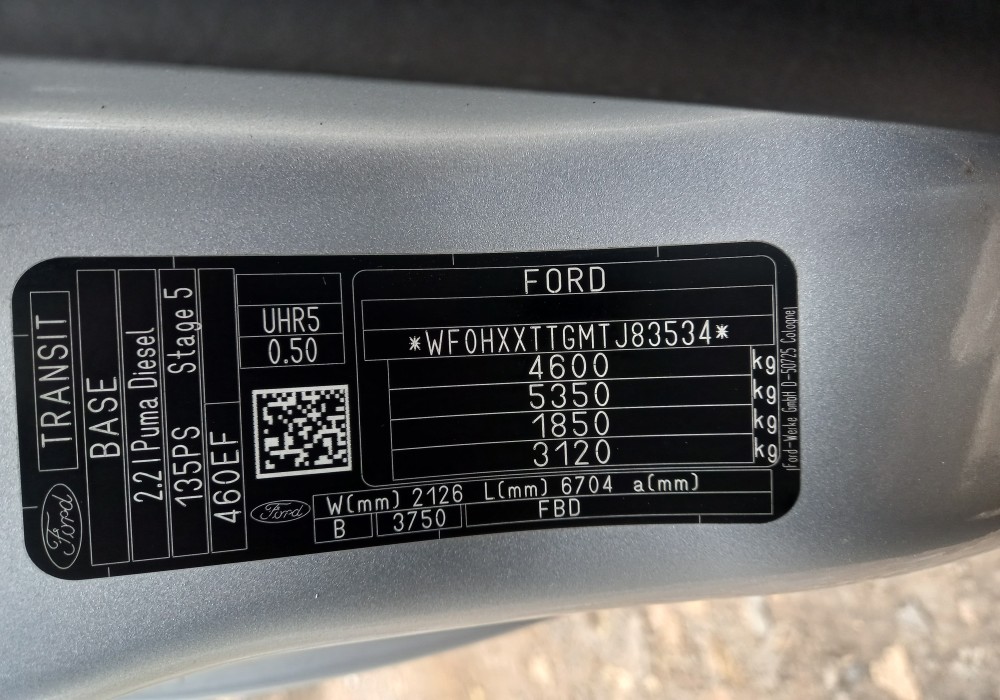 Ford
TRANSIT
BASE
2.2 l Puma Diesel
135PS Stage 5
460EF
UHR5
0.50
Ford
FORD
*WF0HXXTTGMTJ83534*
4600 kg
5350 kg
1850 kg
3120 kg
W(mm) 2126 L(mm) 6704 a(mm)
B 3750 FBD
Ford-Werke GmbH D-50725 Cologne